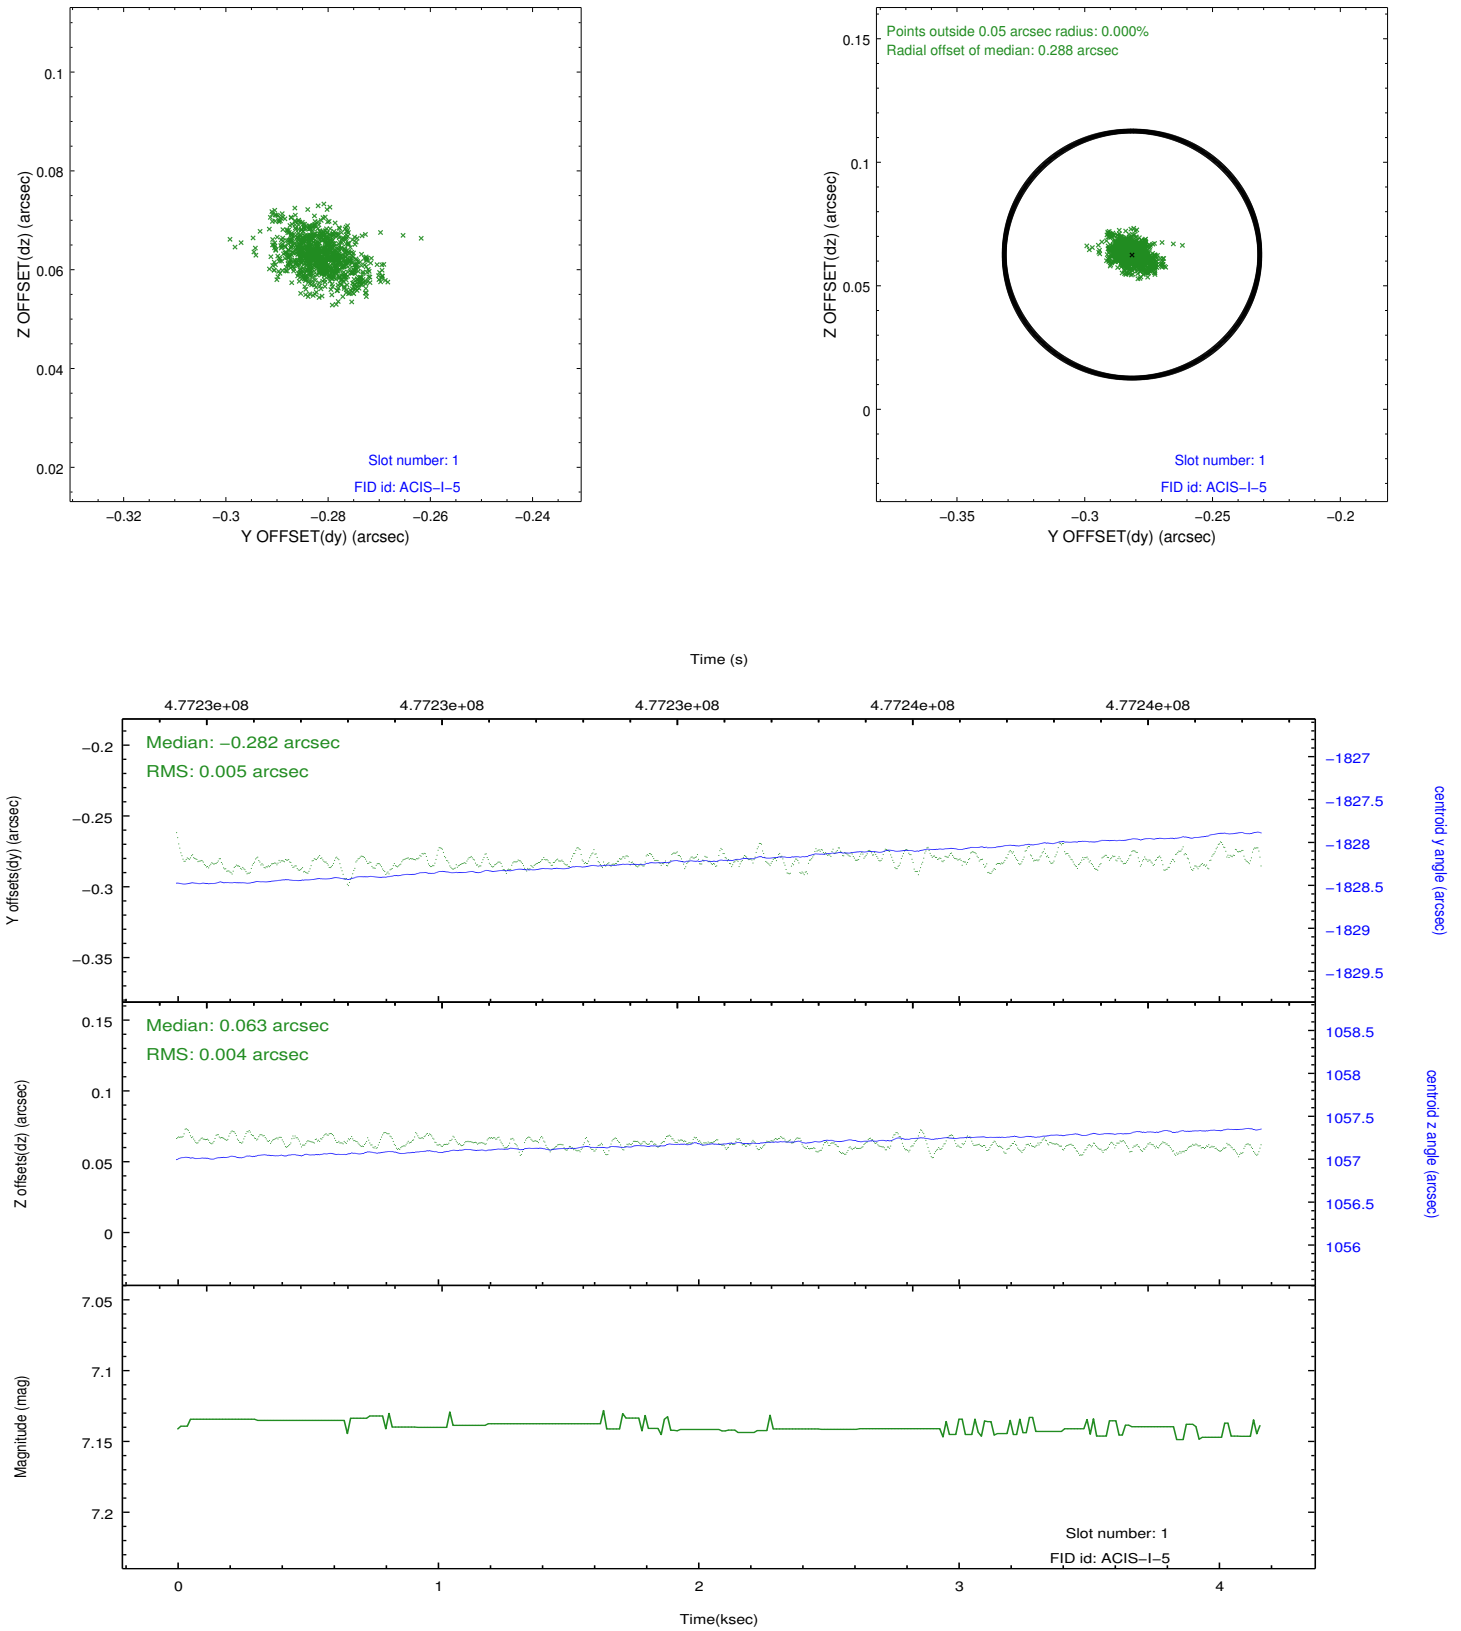 0.1
0.08
0.06
0.04
0.02
Z OFFSET(dz) (arcsec)
Slot number: 1
FID id: ACIS−I−5
−0.32 −0.3 −0.28 −0.26 −0.24
Y OFFSET(dy) (arcsec)
Points outside 0.05 arcsec radius: 0.000%
Radial offset of median: 0.288 arcsec
0.15
0.1
0.05
0
Z OFFSET(dz) (arcsec)
Slot number: 1
FID id: ACIS−I−5
−0.35 −0.3 −0.25 −0.2
Y OFFSET(dy) (arcsec)
Time (s)
4.7723e+08 4.7723e+08 4.7723e+08 4.7724e+08 4.7724e+08
Median: −0.282 arcsec
RMS: 0.005 arcsec
−0.2
−0.25
−0.3
−0.35
Y offsets(dy) (arcsec)
−1827
−1827.5
−1828
−1828.5
−1829
−1829.5
centroid y angle (arcsec)
Median: 0.063 arcsec
RMS: 0.004 arcsec
0.15
0.1
0.05
0
Z offsets(dz) (arcsec)
1058.5
1058
1057.5
1057
1056.5
1056
centroid z angle (arcsec)
7.05
7.1
7.15
7.2
Magnitude (mag)
Slot number: 1
FID id: ACIS−I−5
0 1 2 3 4
Time(ksec)